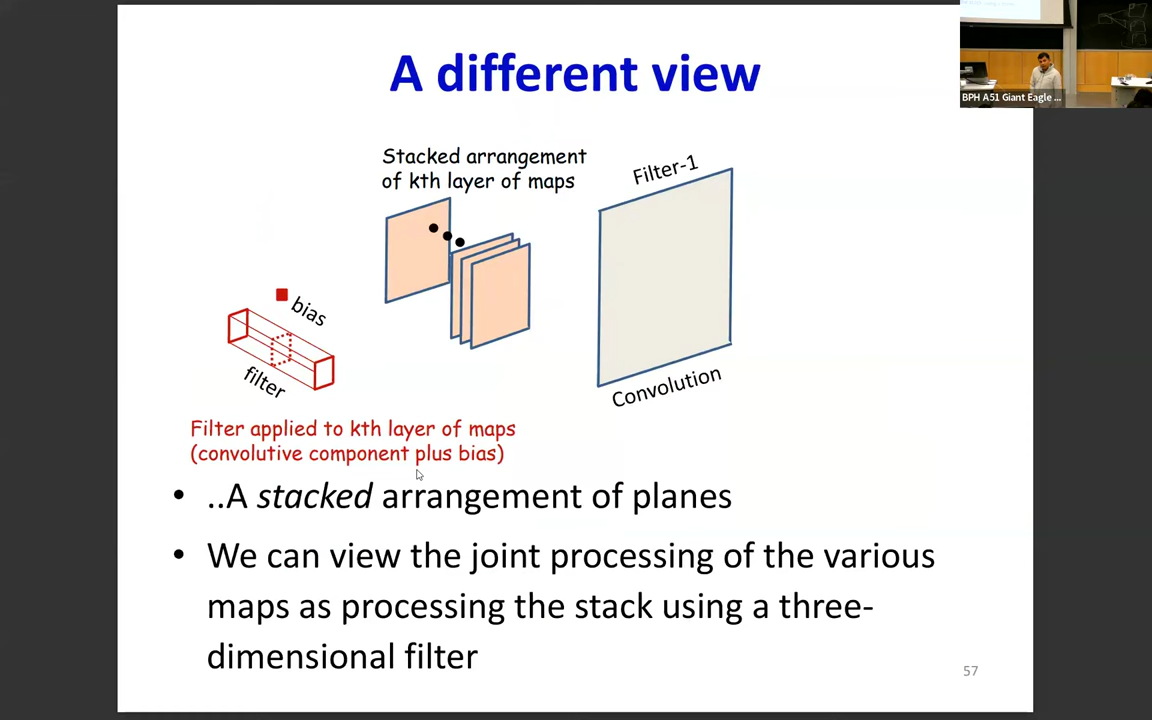 A different view
BPH A51 Giant Eagle ...
Stacked arrangement
of kth layer of maps
Filter-1
bias
filter
Convolution
Filter applied to kth layer of maps
(convolutive component plus bias)
• ..A stacked arrangement of planes
• We can view the joint processing of the various
maps as processing the stack using a three-
dimensional filter
57